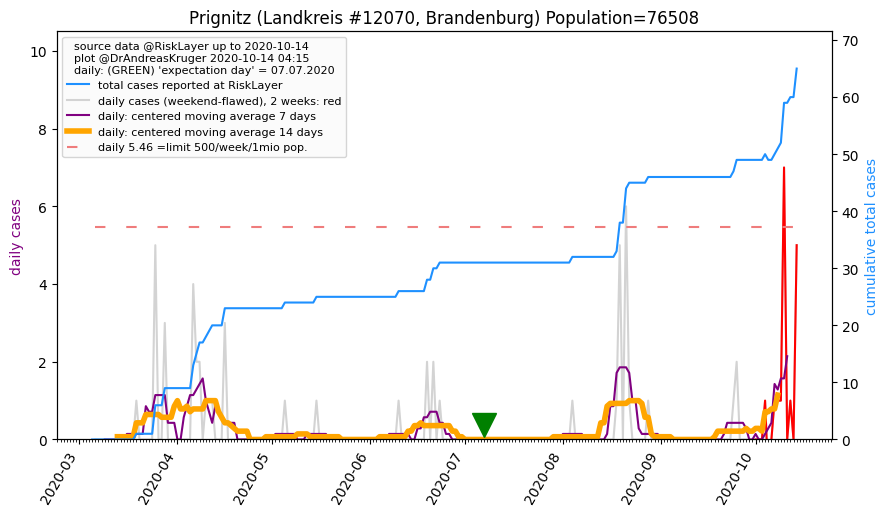 Prignitz (Landkreis #12070, Brandenburg) Population=76508
source data @RiskLayer up to 2020-10-14
plot @DrAndreasKruger 2020-10-14 04:15
daily: (GREEN) 'expectation day' = 07.07.2020
total cases reported at RiskLayer
daily cases (weekend-flawed), 2 weeks: red
daily: centered moving average 7 days
daily: centered moving average 14 days
daily 5.46 =limit 500/week/1mio pop.
daily cases
10
8
6
4
2
0
cumulative total cases
70
60
50
40
30
20
10
0
2020-03
2020-04
2020-05
2020-06
2020-07
2020-08
2020-09
2020-10